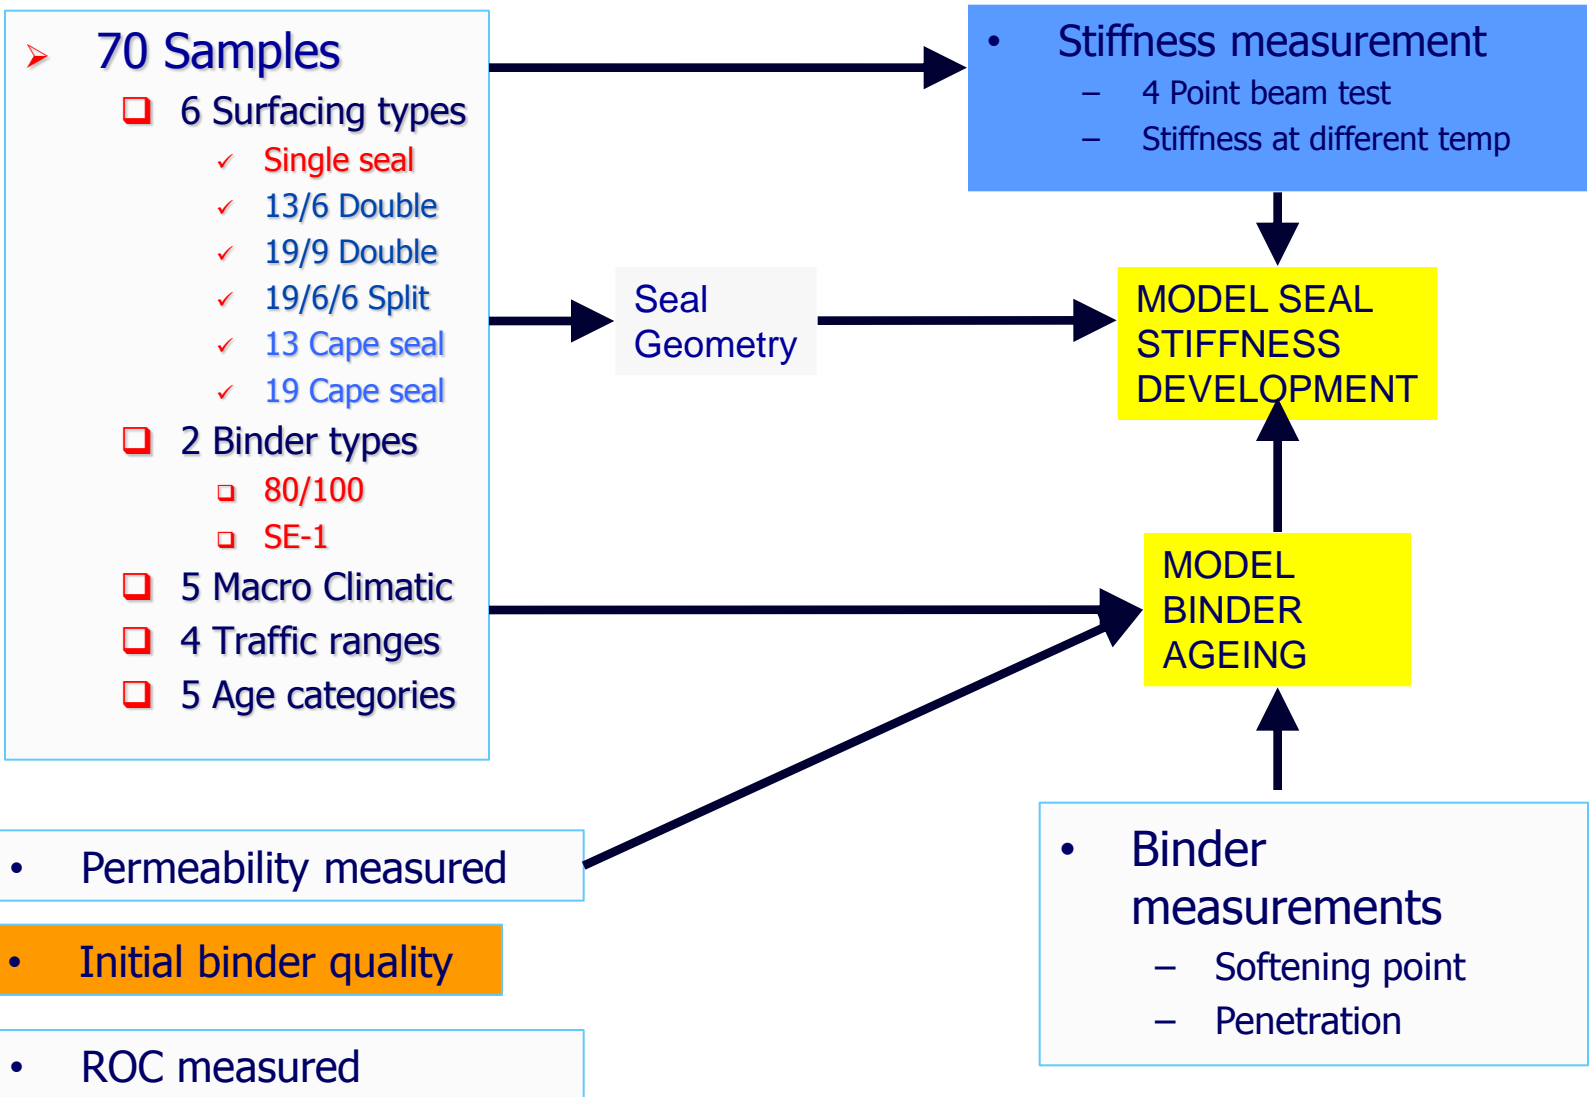 70 Samples
6 Surfacing types
Single seal
13/6 Double
19/9 Double
19/6/6 Split
13 Cape seal
19 Cape seal
2 Binder types
80/100
SE-1
5 Macro Climatic
4 Traffic ranges
5 Age categories
• Stiffness measurement
– 4 Point beam test
– Stiffness at different temp
Seal
Geometry
MODEL SEAL
STIFFNESS
DEVELOPMENT
MODEL
BINDER
AGEING
• Permeability measured
• Initial binder quality
• ROC measured
• Binder
measurements
– Softening point
– Penetration